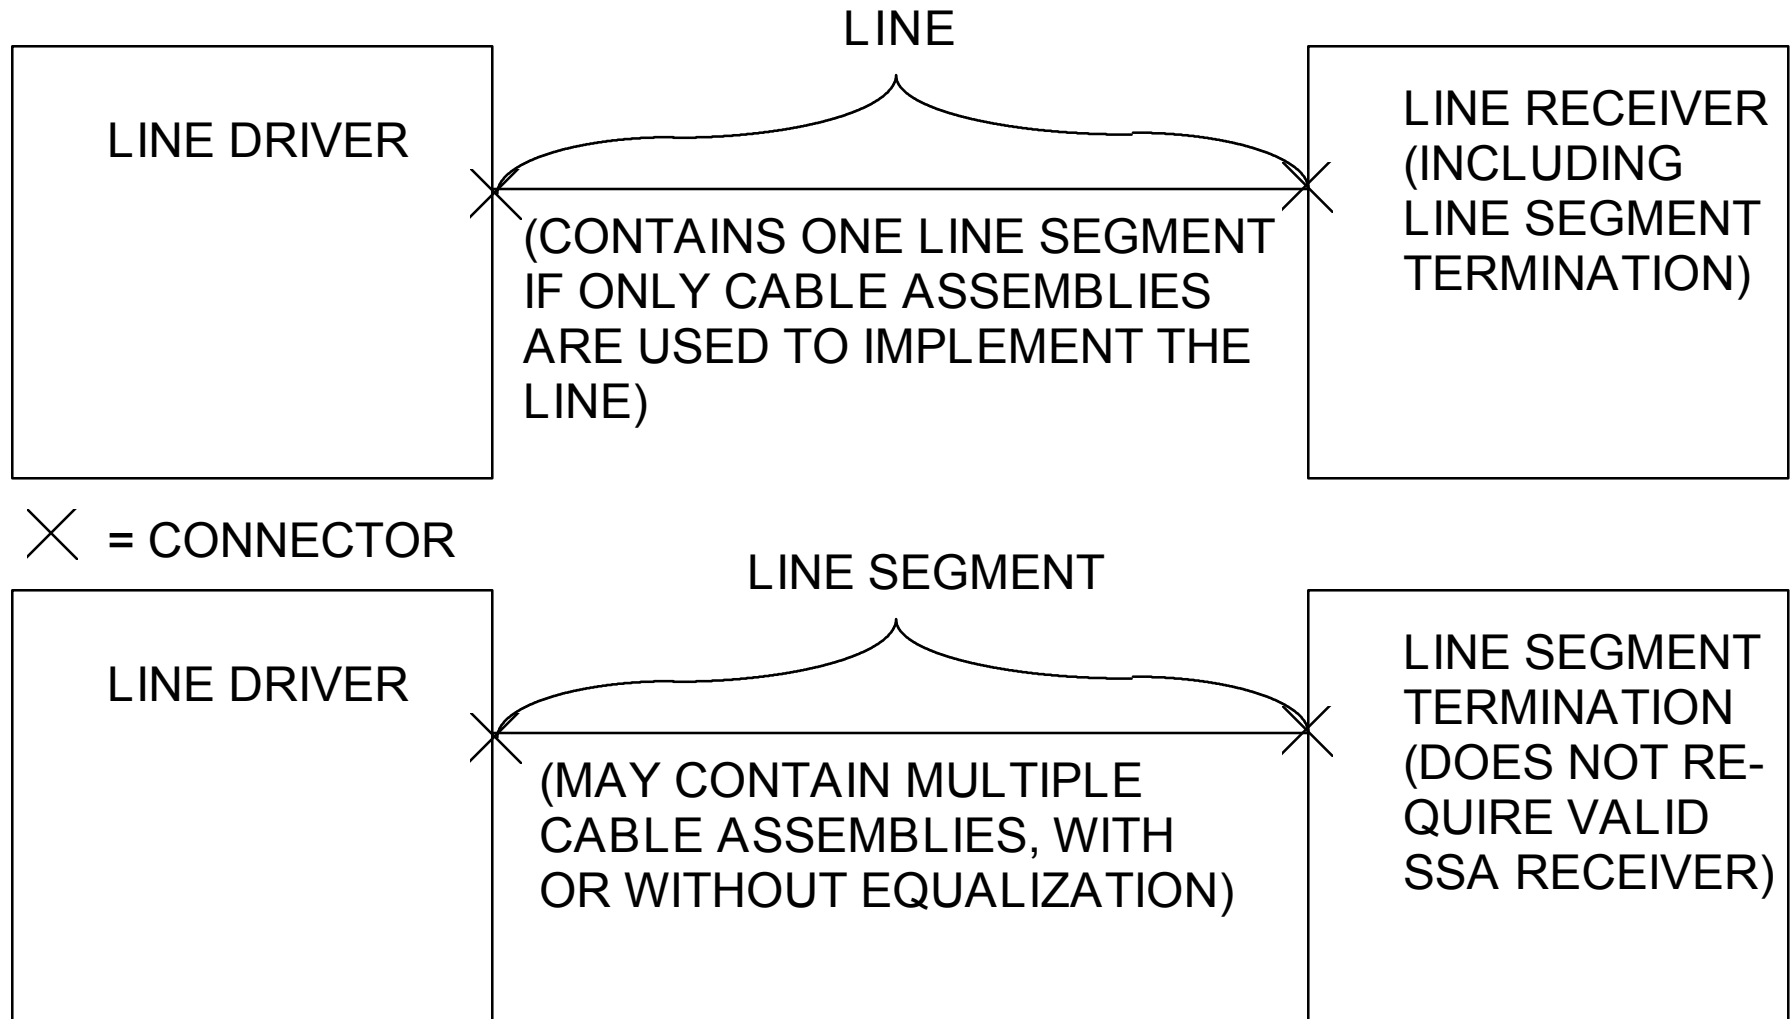 LINE
LINE DRIVER
(CONTAINS ONE LINE SEGMENT
IF ONLY CABLE ASSEMBLIES
ARE USED TO IMPLEMENT THE
LINE)
LINE RECEIVER
(INCLUDING
LINE SEGMENT
TERMINATION)
= CONNECTOR
LINE SEGMENT
LINE DRIVER
(MAY CONTAIN MULTIPLE
CABLE ASSEMBLIES, WITH
OR WITHOUT EQUALIZATION)
LINE SEGMENT
TERMINATION
(DOES NOT RE-
QUIRE VALID
SSA RECEIVER)